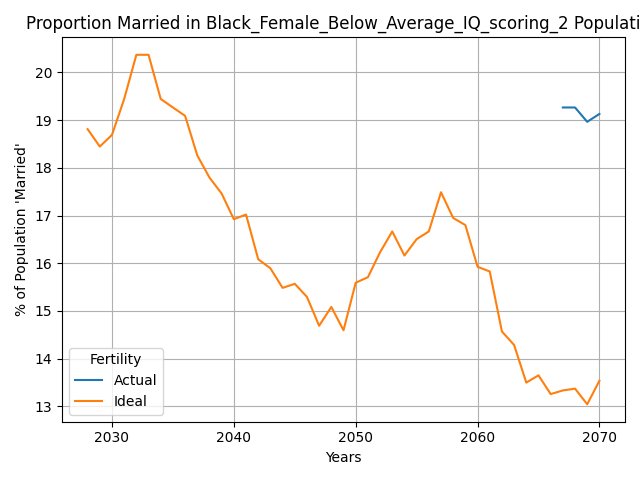 Proportion Married in Black_Female_Below_Average_IQ_scoring_2 Populati
20
19
18
17
16
15
14
13
% of Population 'Married'
Fertility
Actual
Ideal
2030 2040 2050 2060 2070
Years